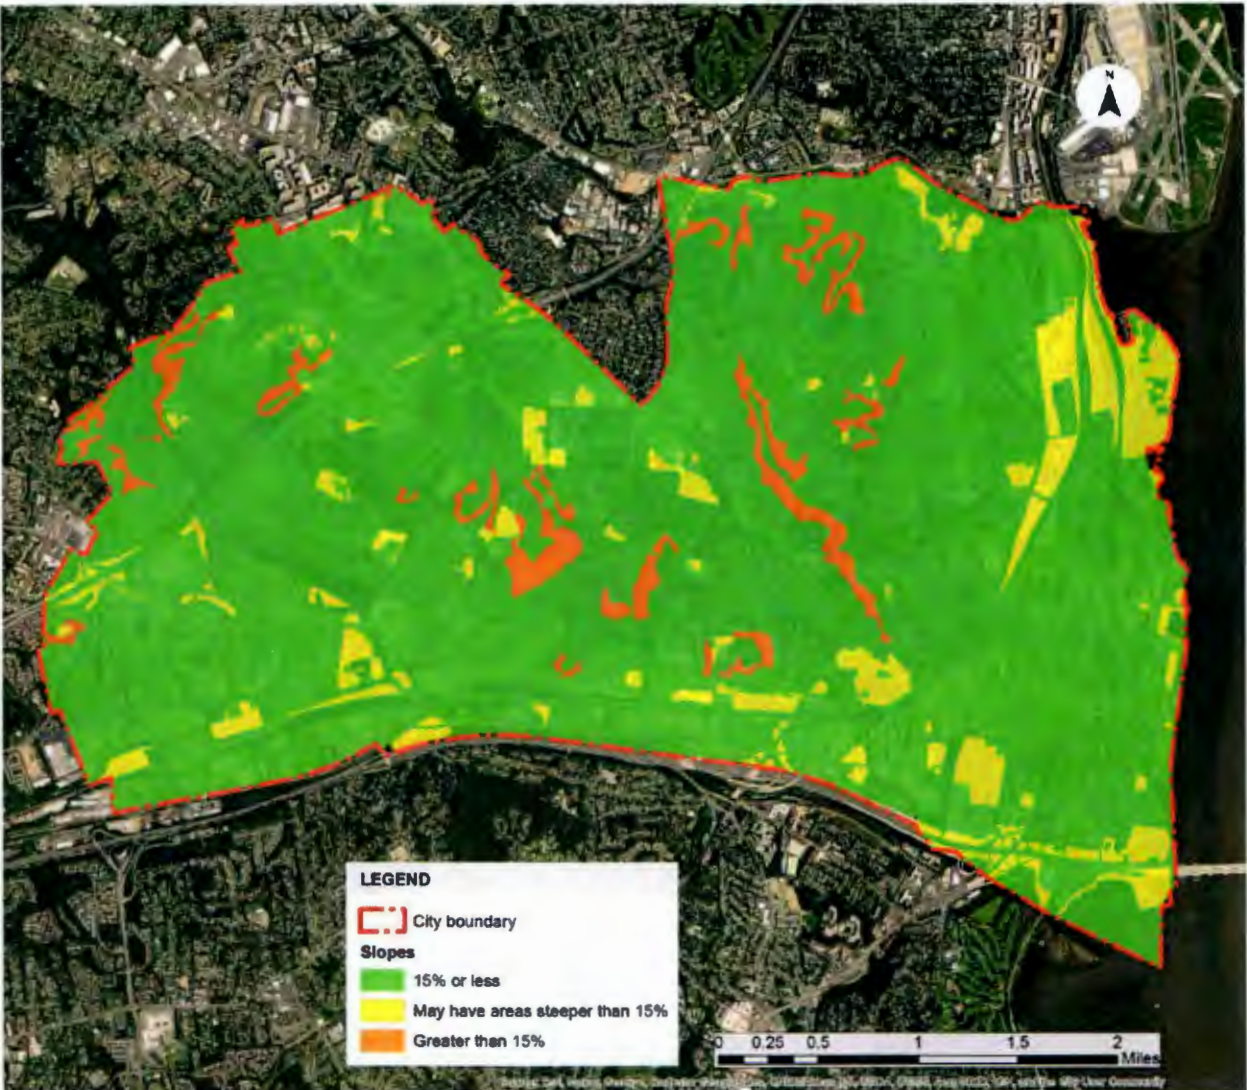 N
LEGEND
City boundary
Slopes
15% or less
May have areas steeper than 15%
Greater than 15%
0 0.25 0.5 1 1.5 2
Miles